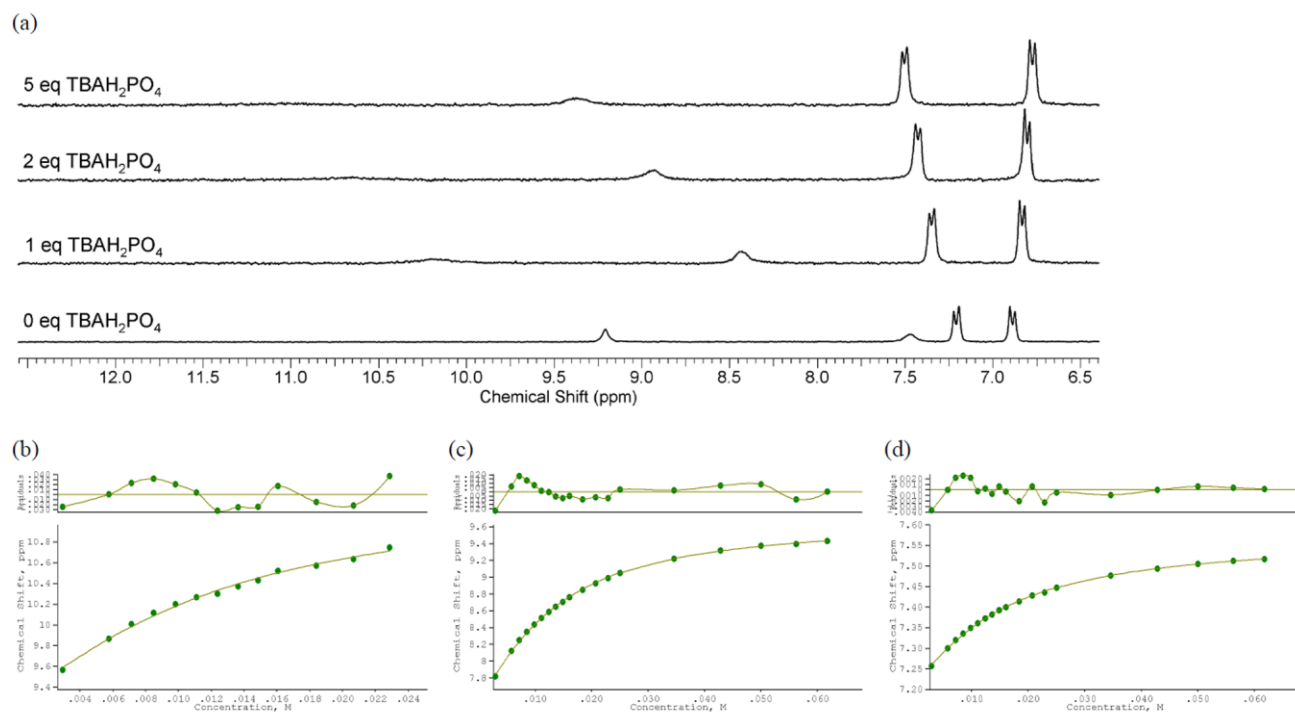 (a)
5 eq TBAH₂PO₄
2 eq TBAH₂PO₄
1 eq TBAH₂PO₄
0 eq TBAH₂PO₄
12.0 11.5 11.0 10.5 10.0 9.5 9.0 8.5 8.0 7.5 7.0 6.5
Chemical Shift (ppm)
(b) (c) (d)
10.8
10.6
10.4
10.2
10
9.8
9.6
9.4
Chemical Shift, ppm
.004 .006 .008 .010 .012 .014 .016 .018 .020 .022 .024
Concentration, M
9.6
9.4
9.2
9
8.8
8.6
8.4
8.2
8
7.8
Chemical Shift, ppm
.010 .020 .030 .040 .050 .060
Concentration, M
7.60
7.55
7.50
7.45
7.40
7.35
7.30
7.25
7.20
Chemical Shift, ppm
.010 .020 .030 .040 .050 .060
Concentration, M